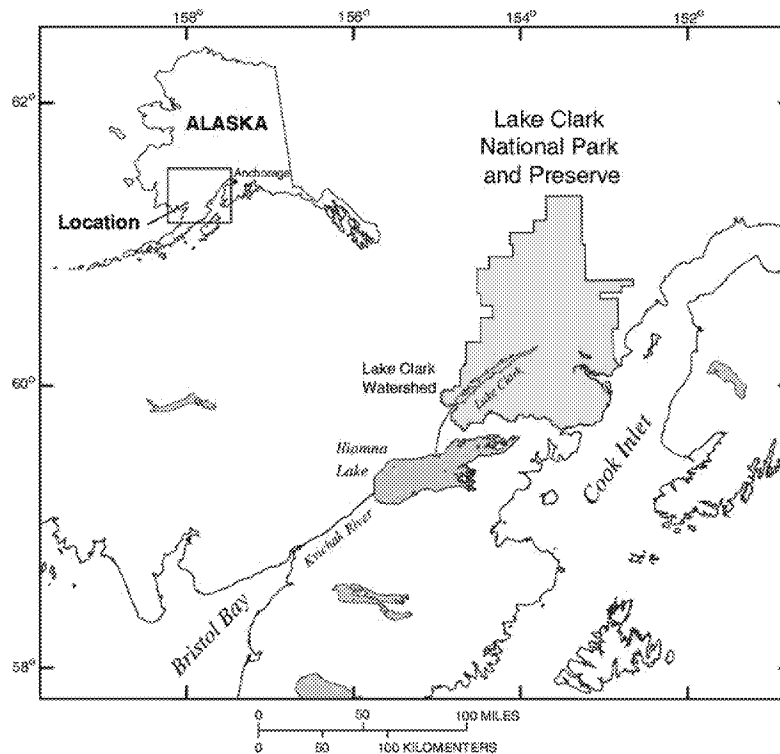 158°
156°
154°
152°
62°
ALASKA
Anchorage
Location
Lake Clark
National Park
and Preserve
Lake Clark
Watershed
Lake Clark
60°
Iliamna
Lake
Cook Inlet
Kvichak River
Bristol Bay
58°
0 50 100 MILES
0 50 100 KILOMENTERS